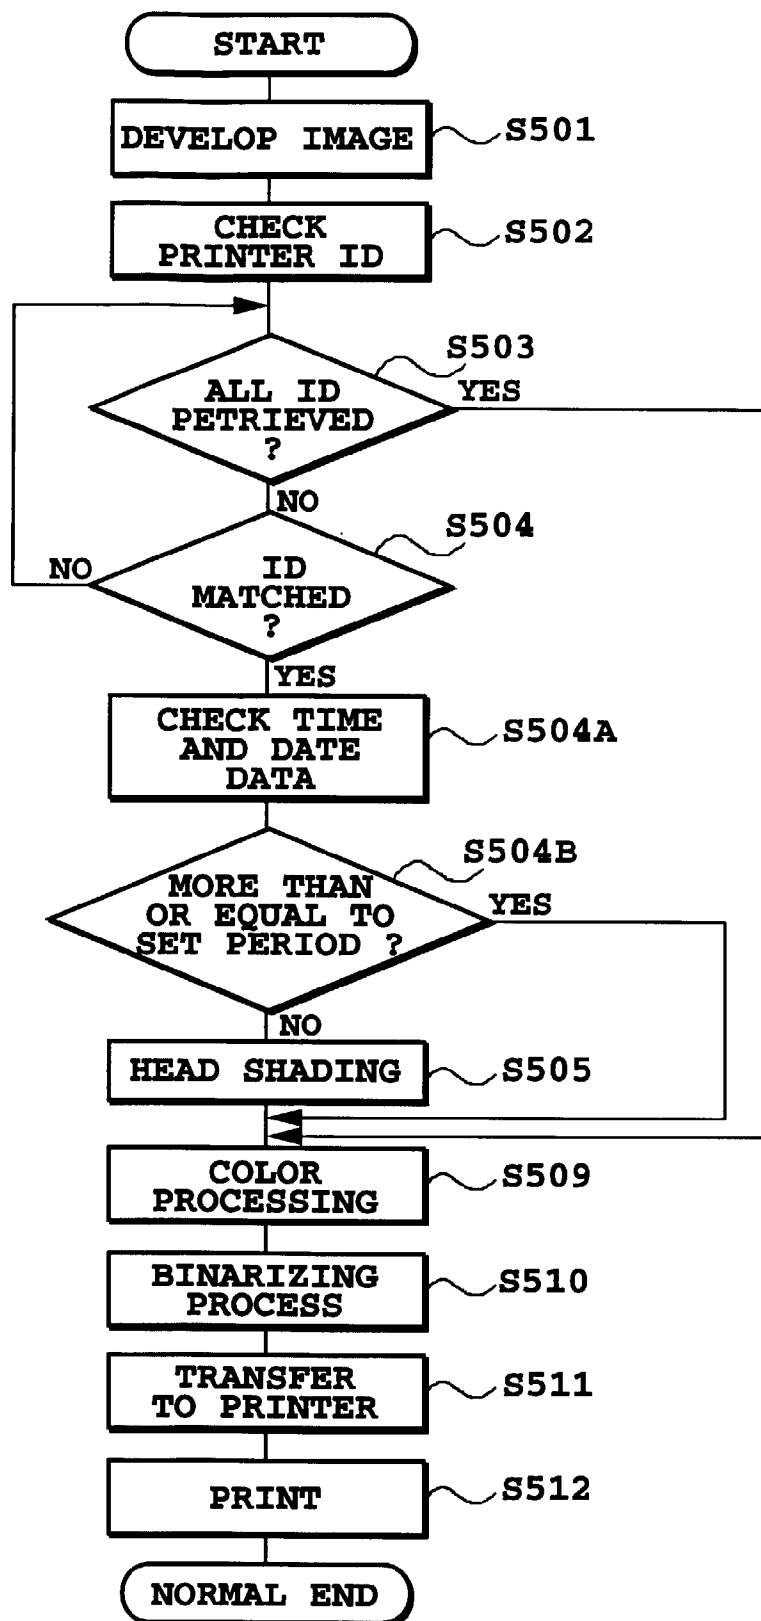 START
DEVELOP IMAGE
S501
CHECK
PRINTER ID
S502
S503
ALL ID
PETRIEVED
?
YES
NO
S504
ID
MATCHED
?
NO
YES
CHECK TIME
AND DATE
DATA
S504A
S504B
MORE THAN
OR EQUAL TO
SET PERIOD ?
YES
NO
HEAD SHADING
S505
COLOR
PROCESSING
S509
BINARIZING
PROCESS
S510
TRANSFER
TO PRINTER
S511
PRINT
S512
NORMAL END